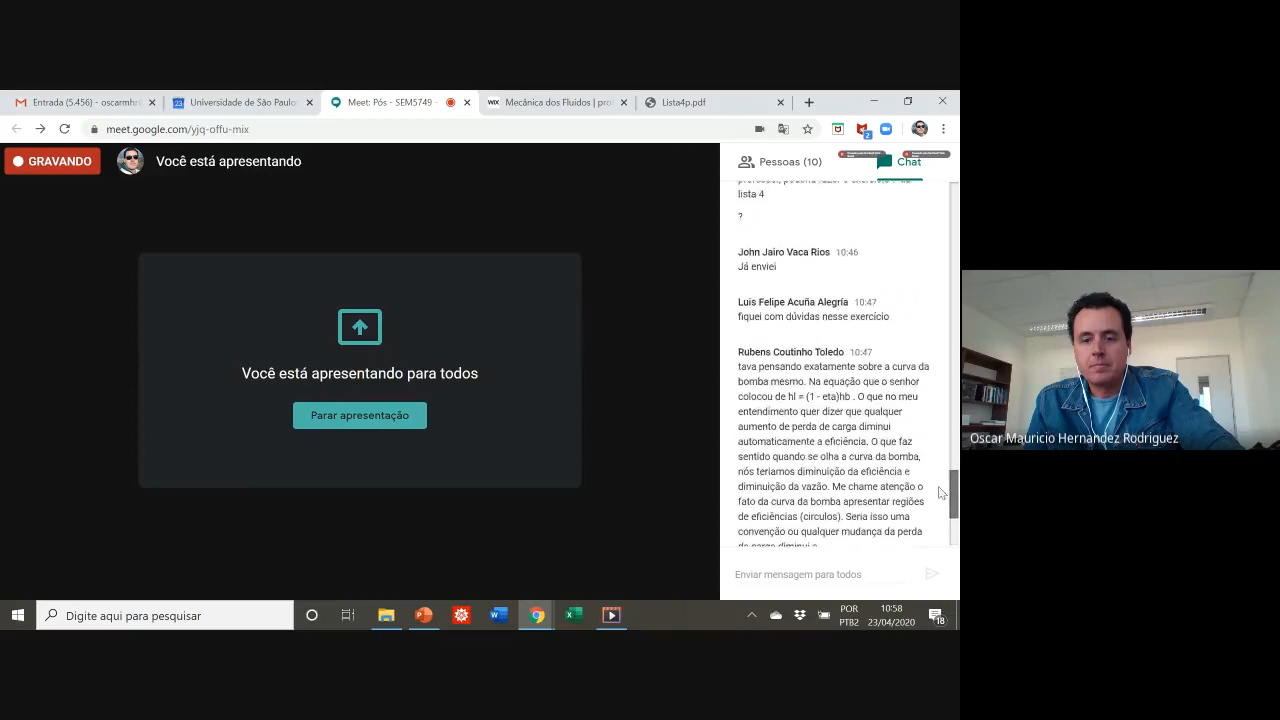 Entrada (5.456) - oscarmhr
Universidade de São Paulo
Meet: Pós - SEM5749 -
WIX Mecânica dos Fluidos | pro
Lista4p.pdf
meet.google.com/yjq-offu-mix
2
GRAVANDO
Você está apresentando
Pessoas (10)
Chat
lista 4
?
John Jairo Vaca Rios 10:46
Já enviei
Luis Felipe Acuña Alegría 10:47
fiquei com dúvidas nesse exercício
Rubens Coutinho Toledo 10:47
tava pensando exatamente sobre a curva da
bomba mesmo. Na equação que o senhor
colocou de hl = (1 - eta)hb . O que no meu
entendimento quer dizer que qualquer
aumento de perda de carga diminui
automaticamente a eficiência. O que faz
sentido quando se olha a curva da bomba,
nós teriamos diminuição da eficiência e
diminuição da vazão. Me chame atenção o
fato da curva da bomba apresentar regiões
de eficiências (circulos). Seria isso uma
convenção ou qualquer mudança da perda
de carga diminui a
Você está apresentando para todos
Parar apresentação
Enviar mensagem para todos
Oscar Mauricio Hernandez Rodriguez
Digite aqui para pesquisar
POR
PTB2
10:58
23/04/2020
18